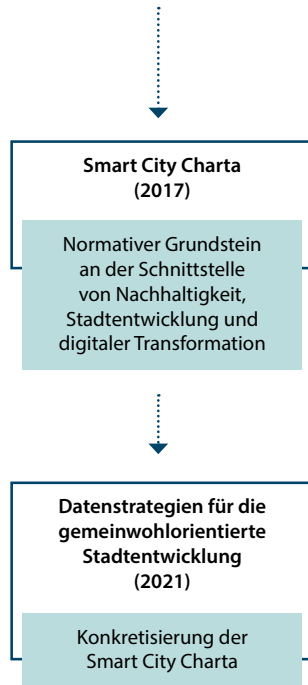 Smart City Charta
(2017)
Normativer Grundstein
an der Schnittstelle
von Nachhaltigkeit,
Stadtentwicklung und
digitaler Transformation
Datenstrategien für die
gemeinwohlorientierte
Stadtentwicklung
(2021)
Konkretisierung der
Smart City Charta